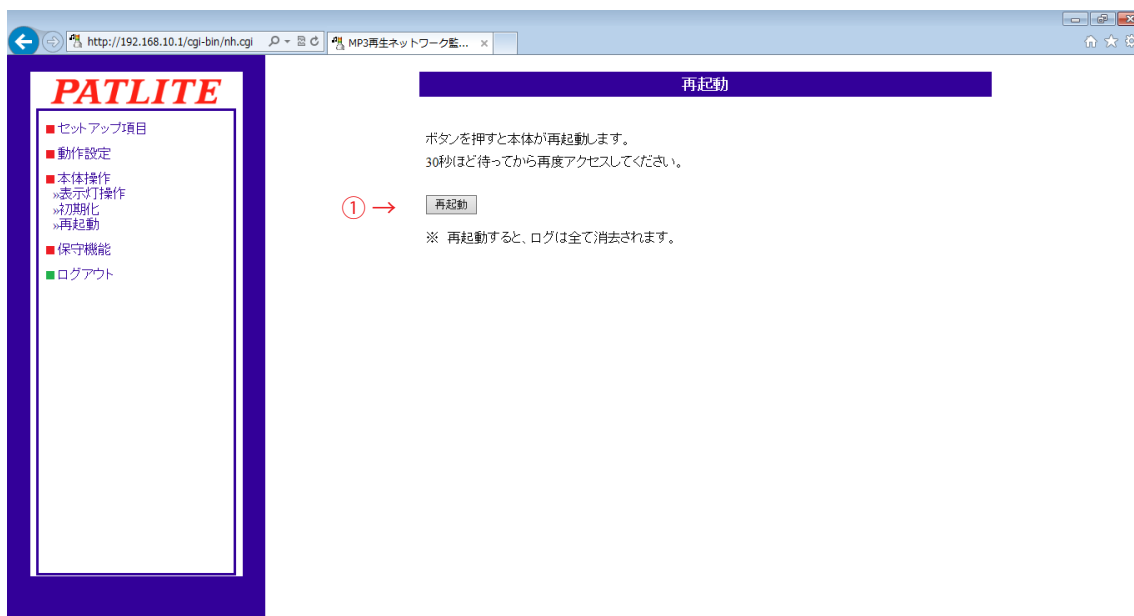 http://192.168.10.1/cgi-bin/nh.cgi
MP3再生ネットワーク監...
PATLITE
■セットアップ項目
■動作設定
■本体操作
»表示灯操作
»初期化
»再起動
■保守機能
■ログアウト
再起動
ボタンを押すと本体が再起動します。
30秒ほど待ってから再度アクセスしてください。
①→ 再起動
※ 再起動すると、ログは全て消去されます。